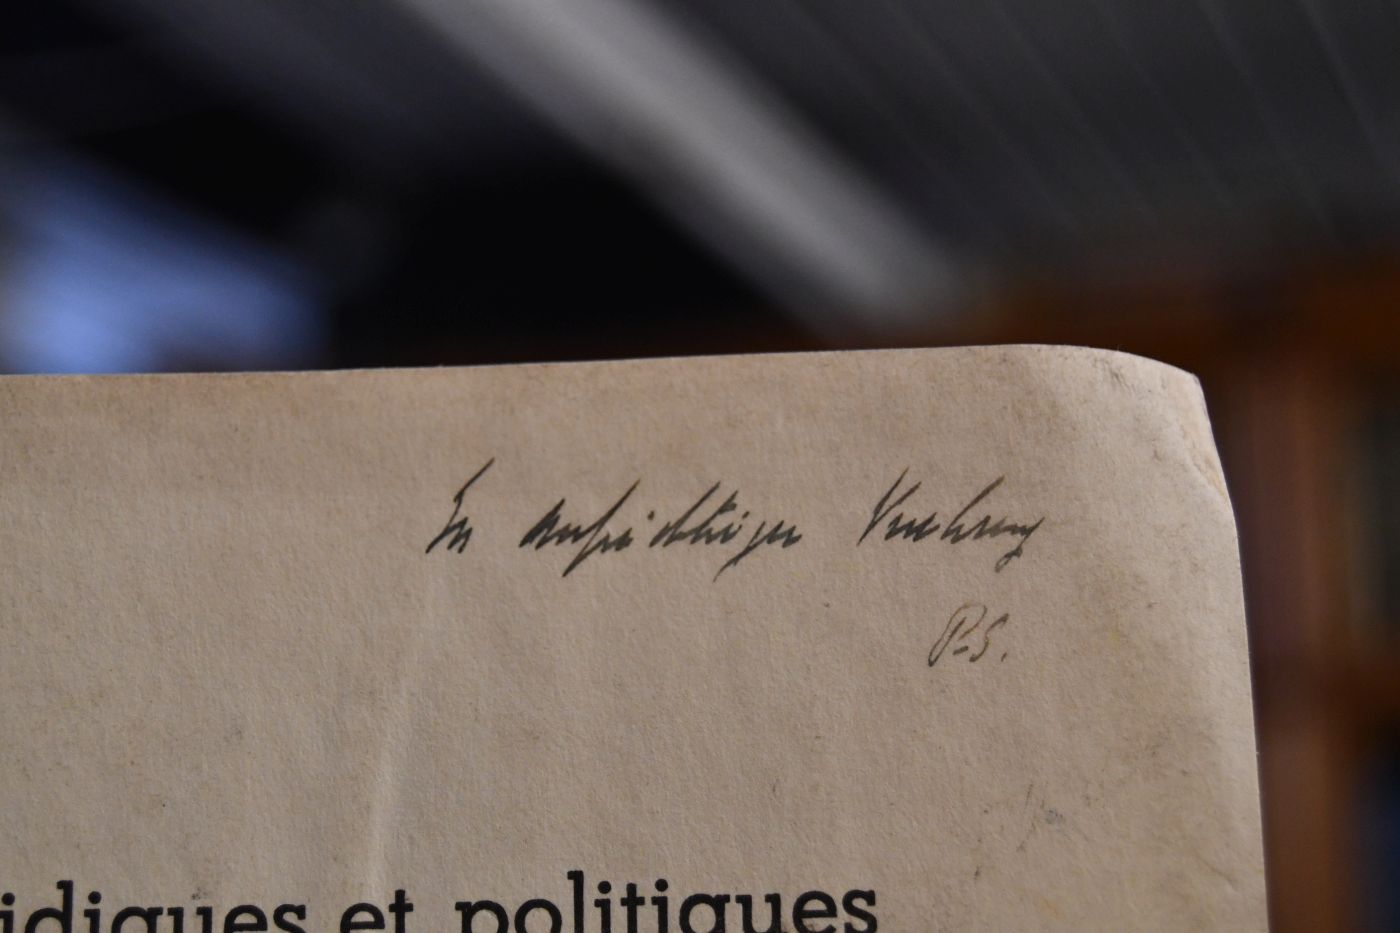 In aufrichtiger Verehrung
P.S.
idiques et politiques